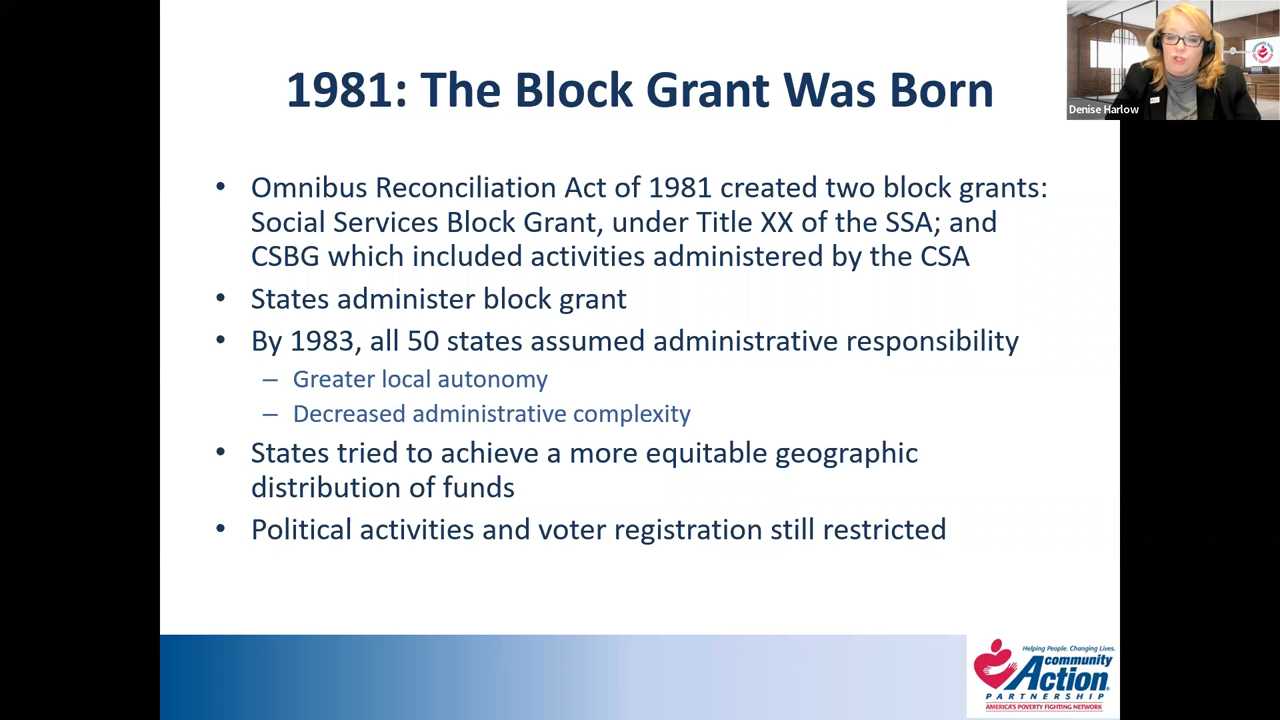 1981: The Block Grant Was Born
Denise Harlow
• Omnibus Reconciliation Act of 1981 created two block grants:
Social Services Block Grant, under Title XX of the SSA; and
CSBG which included activities administered by the CSA
• States administer block grant
• By 1983, all 50 states assumed administrative responsibility
– Greater local autonomy
– Decreased administrative complexity
• States tried to achieve a more equitable geographic
distribution of funds
• Political activities and voter registration still restricted
Helping People. Changing Lives.
community
Action
PARTNERSHIP
AMERICA'S POVERTY FIGHTING NETWORK